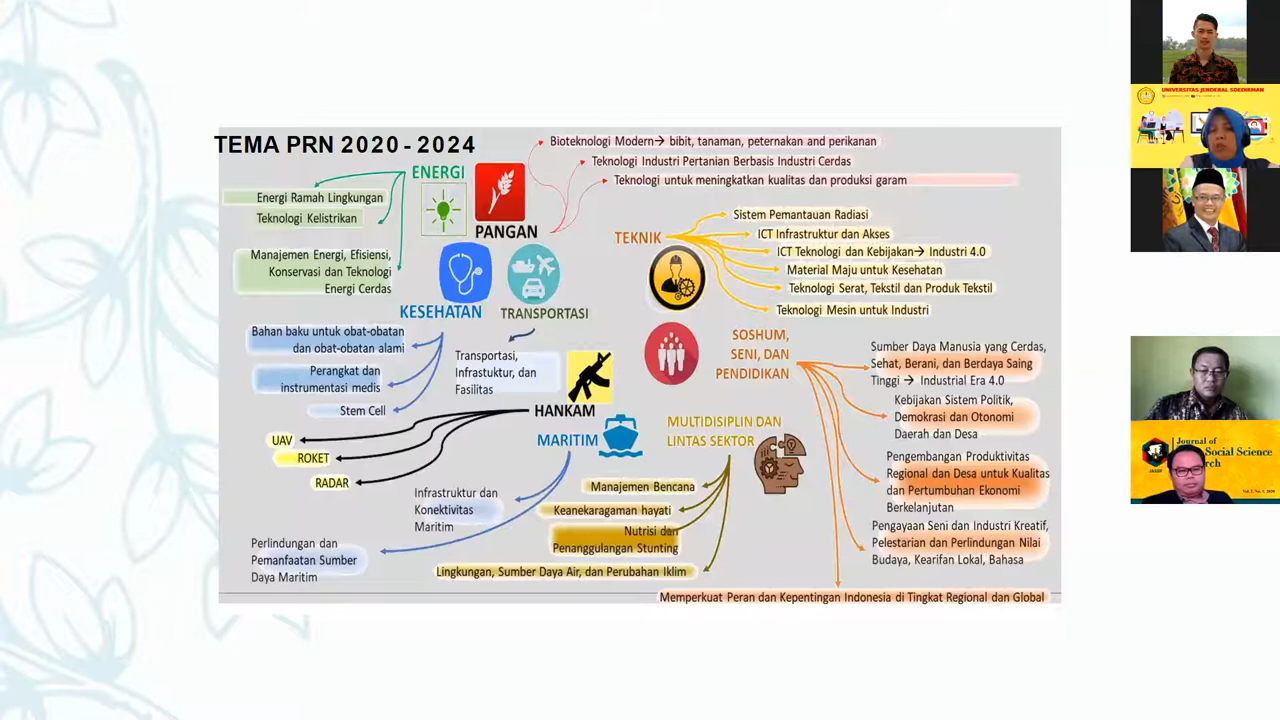 TEMA PRN 2020 - 2024
ENERGI
Energi Ramah Lingkungan
Teknologi Kelistrikan
Manajemen Energi, Efisiensi,
Konservasi dan Teknologi
Energi Cerdas
PANGAN
Bioteknologi Modern→ bibit, tanaman, peternakan and perikanan
Teknologi Industri Pertanian Berbasis Industri Cerdas
Teknologi untuk meningkatkan kualitas dan produksi garam
TEKNIK
Sistem Pemantauan Radiasi
ICT Infrastruktur dan Akses
ICT Teknologi dan Kebijakan→ Industri 4.0
Material Maju untuk Kesehatan
Teknologi Serat, Tekstil dan Produk Tekstil
Teknologi Mesin untuk Industri
KESEHATAN
Bahan baku untuk obat-obatan
dan obat-obatan alami
Perangkat dan
instrumentasi medis
Stem Cell
TRANSPORTASI
Transportasi,
Infrastuktur, dan
Fasilitas
HANKAM
UAV
ROKET
RADAR
MARITIM
Infrastruktur dan
Konektivitas
Maritim
Perlindungan dan
Pemanfaatan Sumber
Daya Maritim
MULTIDISIPLIN DAN
LINTAS SEKTOR
Manajemen Bencana
Keanekaragaman hayati
Nutrisi dan
Penanggulangan Stunting
Lingkungan, Sumber Daya Air, dan Perubahan Iklim
SOSHUM,
SENI, DAN
PENDIDIKAN
Sumber Daya Manusia yang Cerdas,
Sehat, Berani, dan Berdaya Saing
Tinggi → Industrial Era 4.0
Kebijakan Sistem Politik,
Demokrasi dan Otonomi
Daerah dan Desa
Pengembangan Produktivitas
Regional dan Desa untuk Kualitas
dan Pertumbuhan Ekonomi
Berkelanjutan
Pengayaan Seni dan Industri Kreatif,
Pelestarian dan Perlindungan Nilai
Budaya, Kearifan Lokal, Bahasa
Memperkuat Peran dan Kepentingan Indonesia di Tingkat Regional dan Global
UNIVERSITAS JENDERAL SOEDIRMAN
Journal of
Social Science
Vol. 2, No. 1, 2020